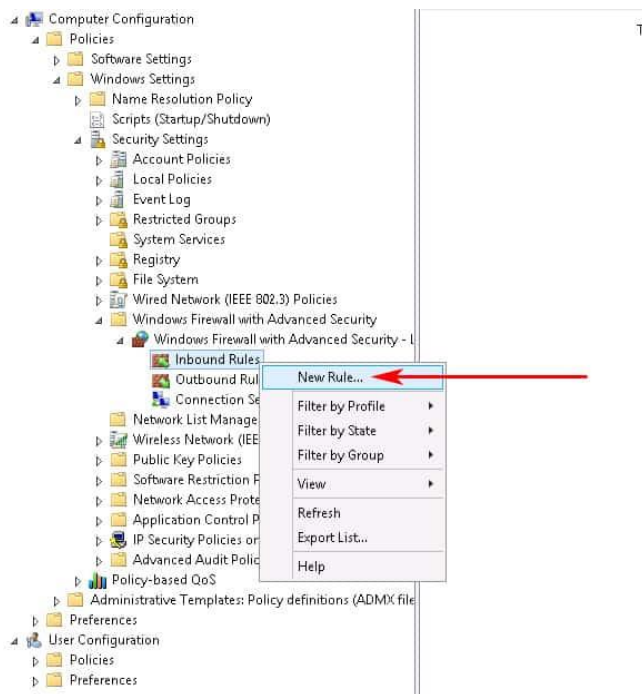 Computer Configuration
Policies
Software Settings
Windows Settings
Name Resolution Policy
Scripts (Startup/Shutdown)
Security Settings
Account Policies
Local Policies
Event Log
Restricted Groups
System Services
Registry
File System
Wired Network (IEEE 802.3) Policies
Windows Firewall with Advanced Security
Windows Firewall with Advanced Security - L
Inbound Rules
New Rule...
Outbound Rul
Connection Se
Filter by Profile
Network List Manage
Filter by State
Wireless Network (IEE
Filter by Group
Public Key Policies
Software Restriction P
View
Network Access Prote
Refresh
Application Control P
Export List...
IP Security Policies or
Advanced Audit Polic
Help
Policy-based QoS
Administrative Templates: Policy definitions (ADMX file
Preferences
User Configuration
Policies
Preferences
T